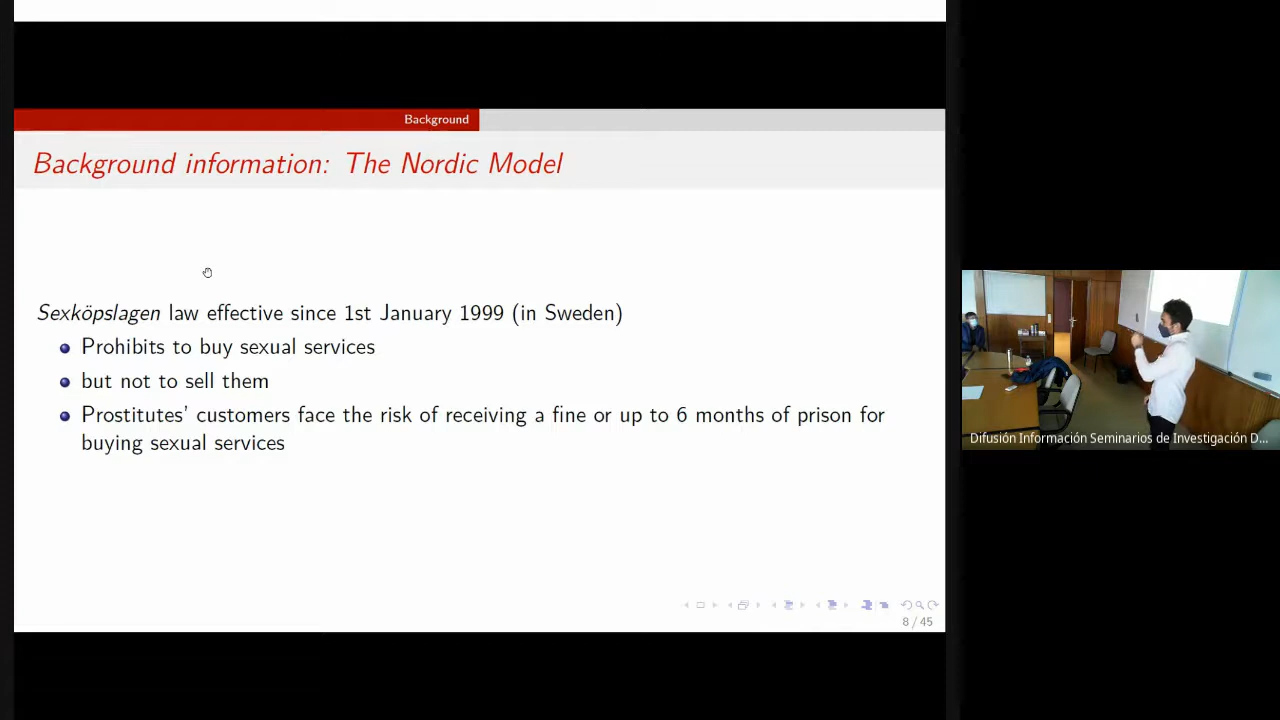 Background
Background information: The Nordic Model
Sexköpslagen law effective since 1st January 1999 (in Sweden)
Prohibits to buy sexual services
but not to sell them
Prostitutes' customers face the risk of receiving a fine or up to 6 months of prison for
buying sexual services
8 / 45
Difusión Información Seminarios de Investigación D...